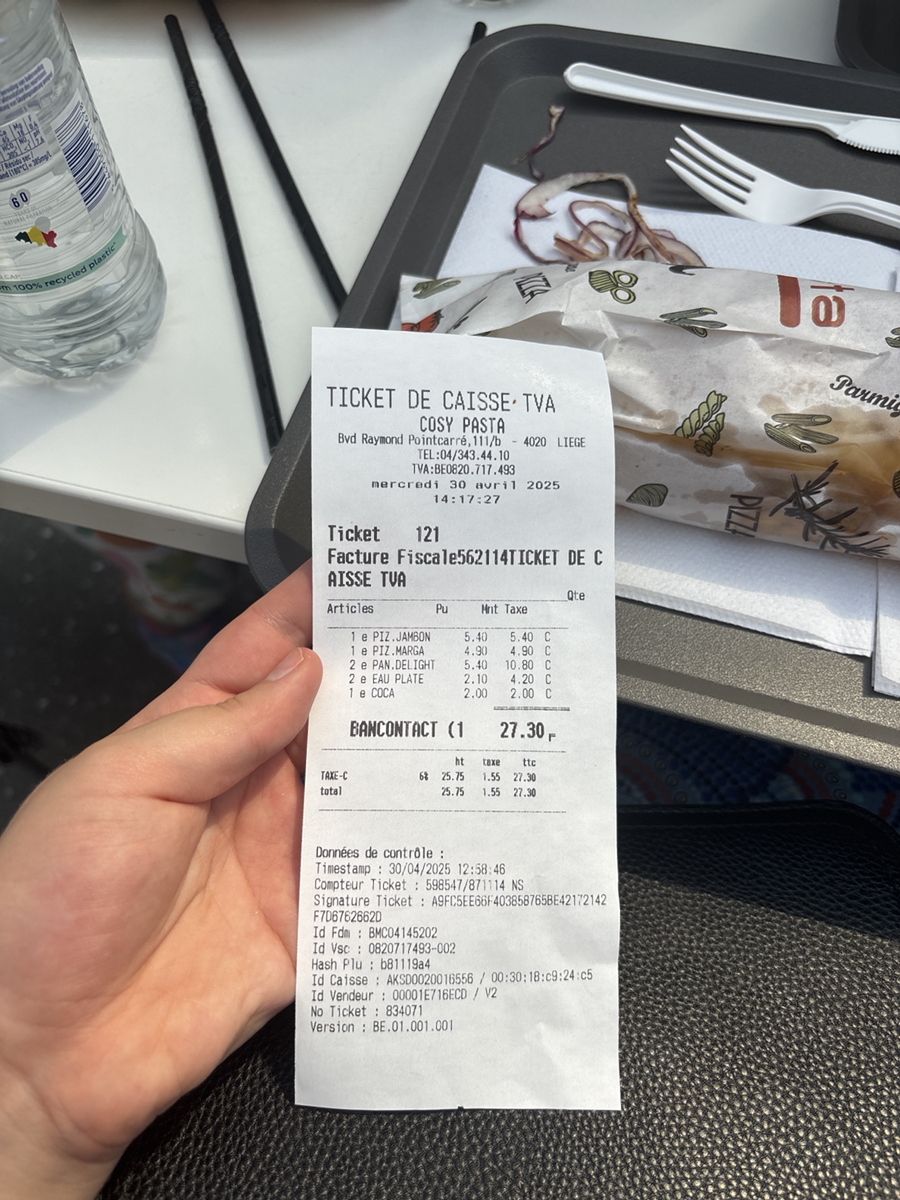 60
100% recycled plastic
PIZZA
ta
Parmig
PIZZA
TICKET DE CAISSE TVA
COSY PASTA
Bvd Raymond Pointcarré,111/b - 4020 LIEGE
TEL:04/343.44.10
TVA:BE0820.717.493
mercredi 30 avril 2025
14:17:27
Ticket 121
Facture Fiscale562114TICKET DE C
AISSE TVA
Qte
Articles Pu Mnt Taxe
1 e PIZ.JAMBON 5.40 5.40 C
1 e PIZ.MARGA 4.90 4.90 C
2 e PAN.DELIGHT 5.40 10.80 C
2 e EAU PLATE 2.10 4.20 C
1 e COCA 2.00 2.00 C
BANCONTACT (1 27.30
ht taxe ttc
TAXE-C 6% 25.75 1.55 27.30
total 25.75 1.55 27.30
Données de contrôle :
Timestamp : 30/04/2025 12:58:46
Compteur Ticket : 598547/871114 NS
Signature Ticket : A9FC5EE66F403858765BE42172142
F7D6762662D
Id Fdm : BMC04145202
Id Vsc : 0820717493-002
Hash Plu : b81119a4
Id Caisse : AKSD0020016556 / 00:30:18:c9:24:c5
Id Vendeur : 00001E716ECD / V2
No Ticket : 834071
Version : BE.01.001.001